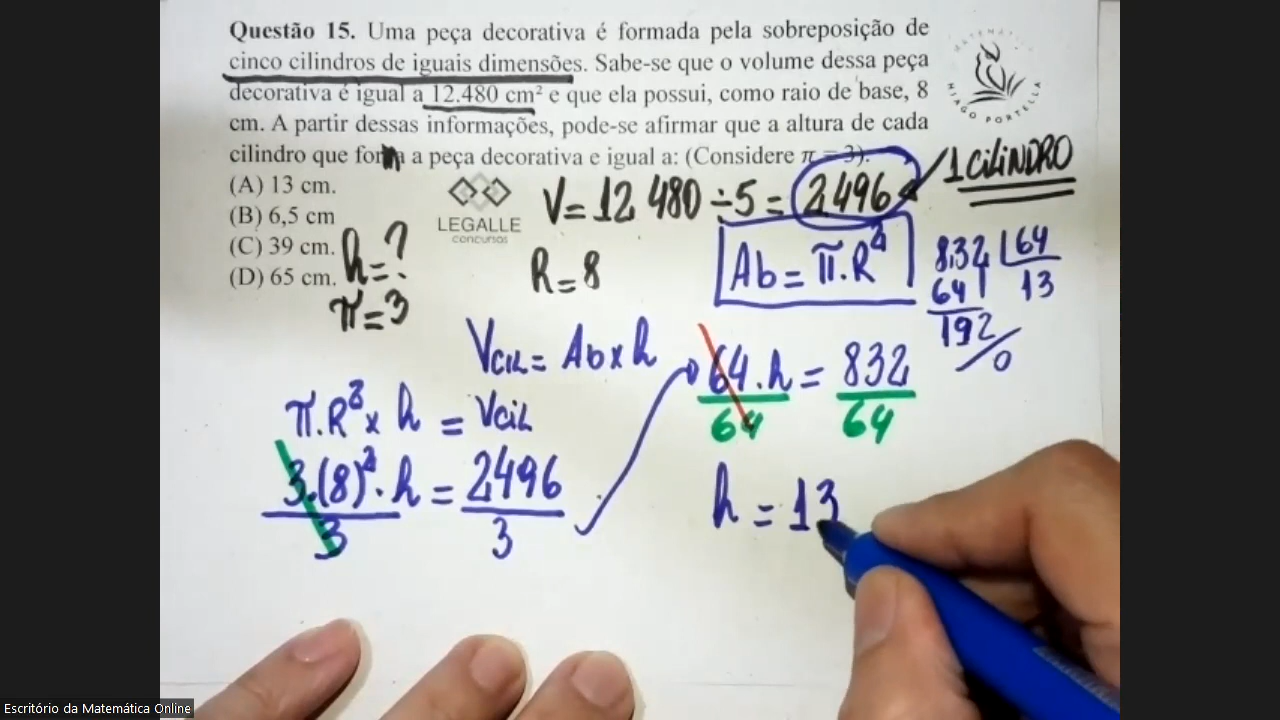 Questão 15. Uma peça decorativa é formada pela sobreposição de
cinco cilindros de iguais dimensões. Sabe-se que o volume dessa peça
decorativa é igual a 12.480 cm² e que ela possui, como raio de base, 8
cm. A partir dessas informações, pode-se afirmar que a altura de cada
cilindro que forma a peça decorativa e igual a: (Considere π = 3).
(A) 13 cm.
(B) 6,5 cm
(C) 39 cm.
(D) 65 cm.
MATEMÁTICA
THIAGO PORTELLA
LEGALLE
concursos
V = 12 480 ÷ 5 = 2496
1 CILINDRO
h = ?
π = 3
R = 8
Ab = π.R²
832 64
64 13
192
0
VCIL = Ab x h
π.R² x h = VCIL
3.(8)².h = 2496
3 3
64.h = 832
64 64
h = 13
Escritório da Matemática Online